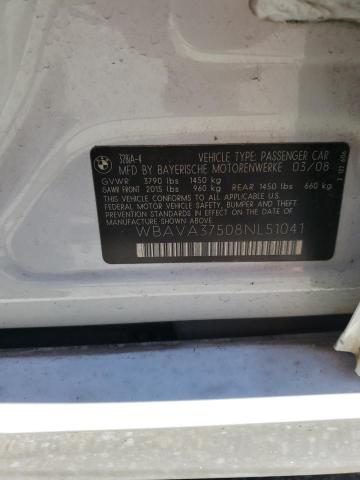 BMW
328iA-4 VEHICLE TYPE: PASSENGER CAR
MFD BY BAYERISCHE MOTORENWERKE 03/08
GVWR 3790 lbs 1450 kg
GAWR FRONT 2015 lbs 960 kg REAR 1450 lbs 660 kg
THIS VEHICLE CONFORMS TO ALL APPLICABLE U.S.
FEDERAL MOTOR VEHICLE SAFETY, BUMPER AND THEFT
PREVENTION STANDARDS IN EFFECT ON THE DATE OF
MANUFACTURE SHOWN ABOVE.
WBAVA37508NL51041